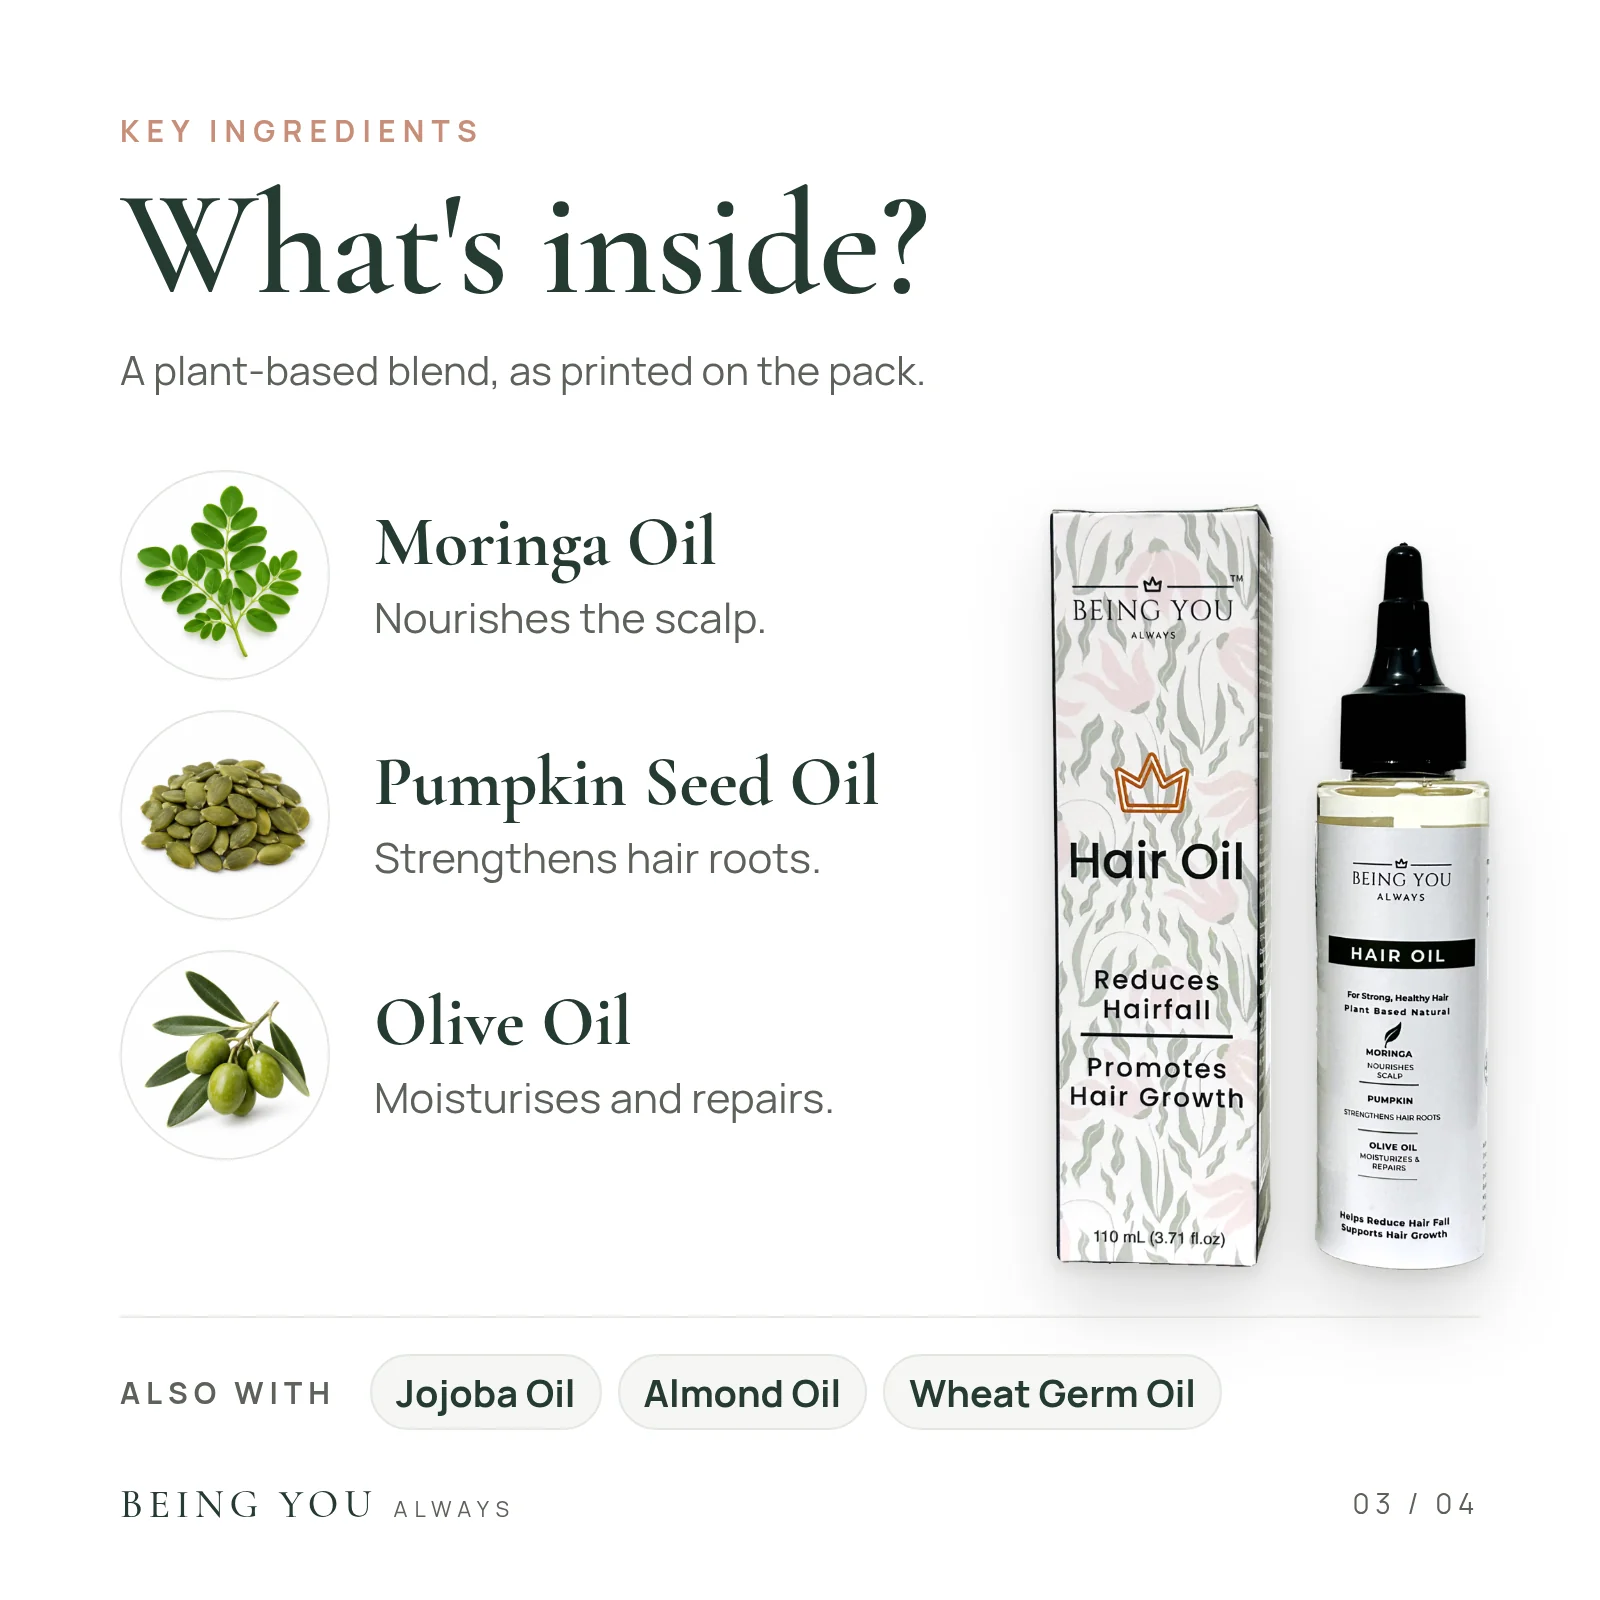 KEY INGREDIENTS
What's inside?
A plant-based blend, as printed on the pack.
Moringa Oil
Nourishes the scalp.
Pumpkin Seed Oil
Strengthens hair roots.
Olive Oil
Moisturises and repairs.
BEING YOU
TM
ALWAYS
Hair Oil
Reduces
Hairfall
Promotes
Hair Growth
110 mL (3.71 fl.oz)
BEING YOU
ALWAYS
HAIR OIL
For Strong, Healthy Hair
Plant Based Natural
MORINGA
NOURISHES
SCALP
PUMPKIN
STRENGTHENS HAIR ROOTS
OLIVE OIL
MOISTURIZES &
REPAIRS
Helps Reduce Hair Fall
Supports Hair Growth
ALSO WITH Jojoba Oil Almond Oil Wheat Germ Oil
BEING YOU ALWAYS
03 / 04